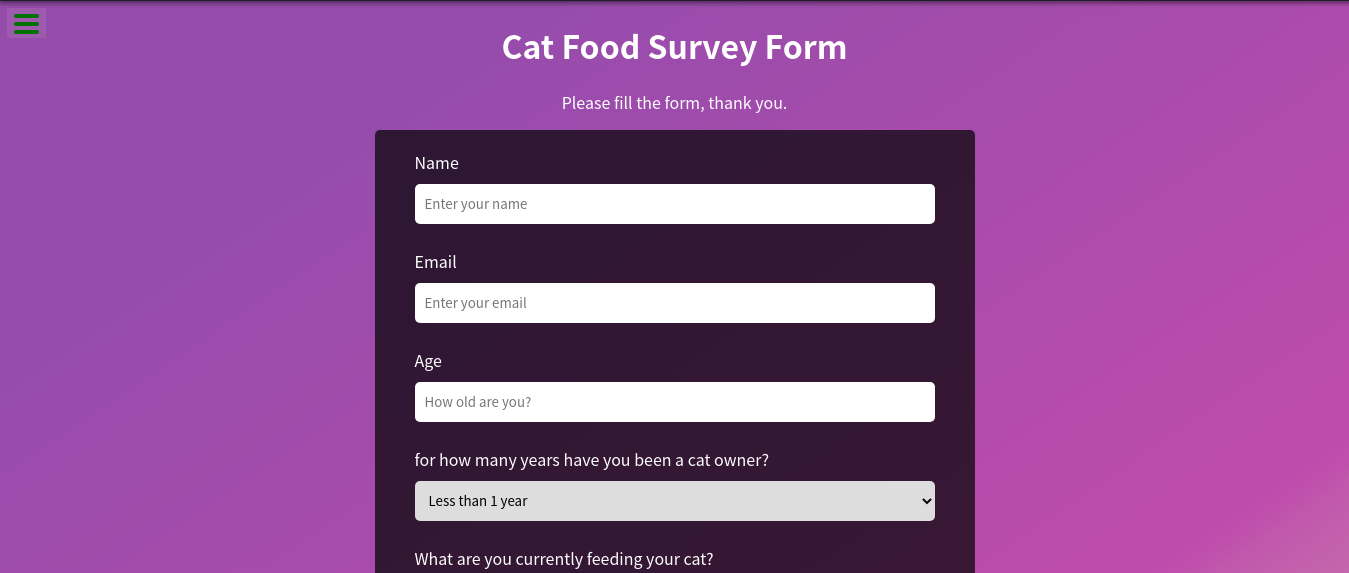 Cat Food Survey Form
Please fill the form, thank you.
Name
Enter your name
Email
Enter your email
Age
How old are you?
for how many years have you been a cat owner?
Less than 1 year
What are you currently feeding your cat?